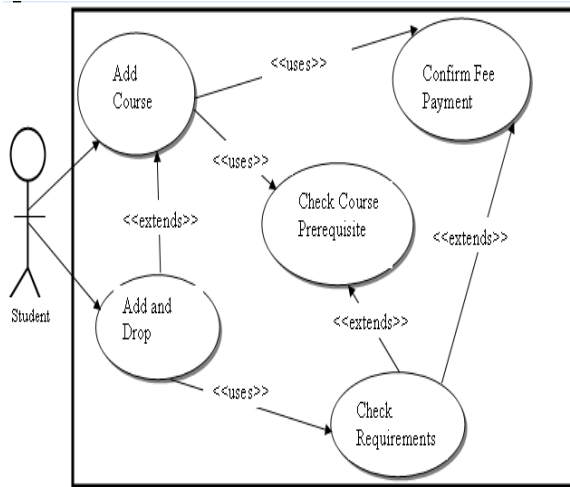 Add
Course
<<uses>>
Confirm Fee
Payment
<<uses>>
Check Course
Prerequisite
<<extends>>
<<extends>>
Student
Add and
Drop
<<extends>>
<<uses>>
Check
Requirements